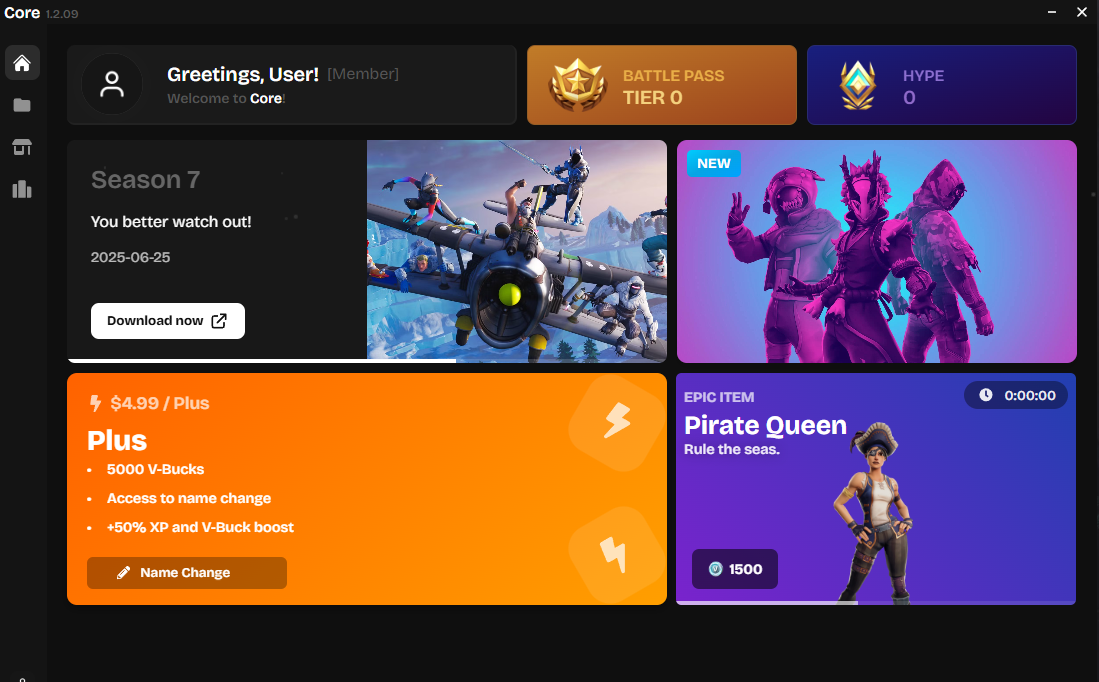 Core 1.2.09
Greetings, User! [Member]
Welcome to Core!
BATTLE PASS
TIER 0
HYPE
0
Season 7
You better watch out!
2025-06-25
Download now
NEW
$4.99 / Plus
Plus
• 5000 V-Bucks
• Access to name change
• +50% XP and V-Buck boost
Name Change
EPIC ITEM
0:00:00
Pirate Queen
Rule the seas.
1500